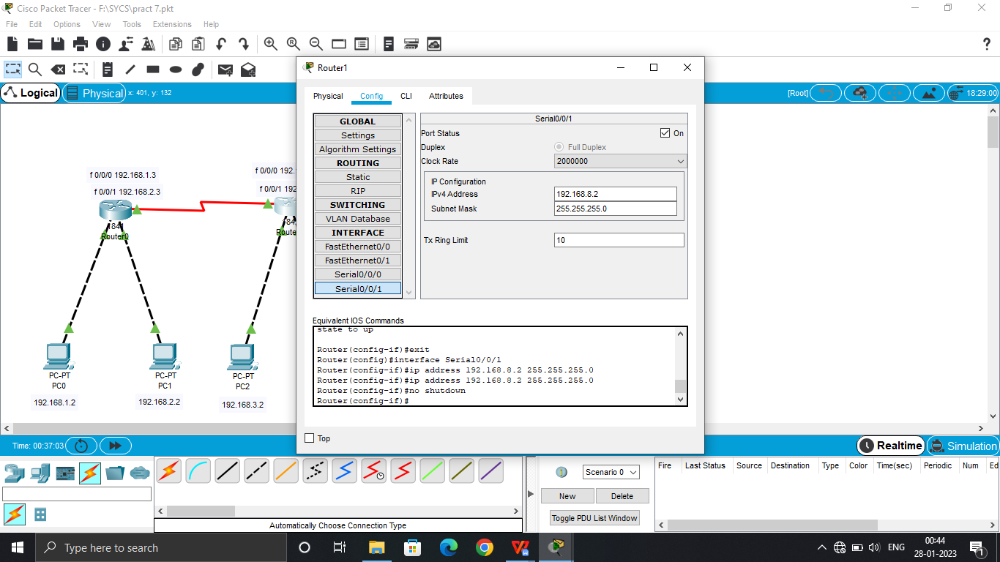 Cisco Packet Tracer - F:\SYCS\pract 7.pkt
File Edit Options View Tools Extensions Help
Logical
Physical
x: 401, y: 132
[Root]
18:29:00
f 0/0/0 192.168.1.3
f 0/0/1 192.168.2.3
1841
Router0
f 0/0/0 192.
f 0/0/1 192
184
Route
PC-PT
PC0
192.168.1.2
PC-PT
PC1
192.168.2.2
PC-PT
PC2
192.168.3.2
Router1
Physical Config CLI Attributes
GLOBAL
Settings
Algorithm Settings
ROUTING
Static
RIP
SWITCHING
VLAN Database
INTERFACE
FastEthernet0/0
FastEthernet0/1
Serial0/0/0
Serial0/0/1
Serial0/0/1
Port Status On
Duplex Full Duplex
Clock Rate 2000000
IP Configuration
IPv4 Address 192.168.8.2
Subnet Mask 255.255.255.0
Tx Ring Limit 10
Equivalent IOS Commands
state to up
Router(config-if)#exit
Router(config)#interface Serial0/0/1
Router(config-if)#ip address 192.168.8.2 255.255.255.0
Router(config-if)#ip address 192.168.8.2 255.255.255.0
Router(config-if)#no shutdown
Router(config-if)#
Top
Time: 00:37:03
Realtime
Simulation
Automatically Choose Connection Type
Scenario 0
New Delete
Toggle PDU List Window
Fire Last Status Source Destination Type Color Time(sec) Periodic Num Ed
Type here to search
ENG
00:44
28-01-2023
1